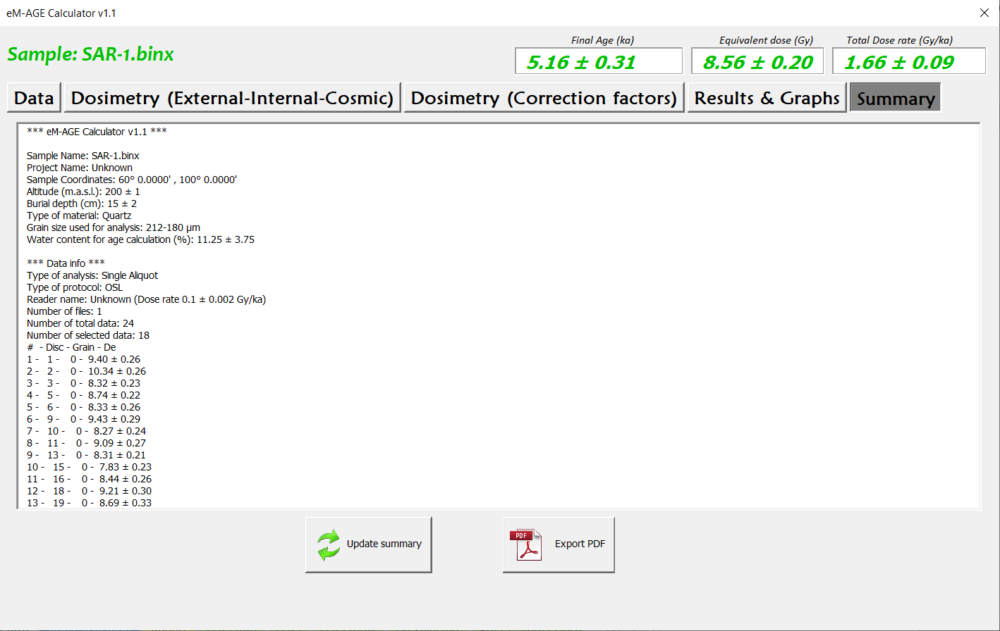 eM-AGE Calculator v1.1
Sample: SAR-1.binx
Final Age (ka)
5.16 ± 0.31
Equivalent dose (Gy)
8.56 ± 0.20
Total Dose rate (Gy/ka)
1.66 ± 0.09
Data
Dosimetry (External-Internal-Cosmic)
Dosimetry (Correction factors)
Results & Graphs
Summary
*** eM-AGE Calculator v1.1 ***
Sample Name: SAR-1.binx
Project Name: Unknown
Sample Coordinates: 60° 0.0000' , 100° 0.0000'
Altitude (m.a.s.l.): 200 ± 1
Burial depth (cm): 15 ± 2
Type of material: Quartz
Grain size used for analysis: 212-180 µm
Water content for age calculation (%): 11.25 ± 3.75
*** Data info ***
Type of analysis: Single Aliquot
Type of protocol: OSL
Reader name: Unknown (Dose rate 0.1 ± 0.002 Gy/ka)
Number of files: 1
Number of total data: 24
Number of selected data: 18
# - Disc - Grain - De
1 - 1 - 0 - 9.40 ± 0.26
2 - 2 - 0 - 10.34 ± 0.26
3 - 3 - 0 - 8.32 ± 0.23
4 - 5 - 0 - 8.74 ± 0.22
5 - 6 - 0 - 8.33 ± 0.26
6 - 9 - 0 - 9.43 ± 0.29
7 - 10 - 0 - 8.27 ± 0.24
8 - 11 - 0 - 9.09 ± 0.27
9 - 13 - 0 - 8.31 ± 0.21
10 - 15 - 0 - 7.83 ± 0.23
11 - 16 - 0 - 8.44 ± 0.26
12 - 18 - 0 - 9.21 ± 0.30
13 - 19 - 0 - 8.69 ± 0.33
Update summary
PDF
Export PDF